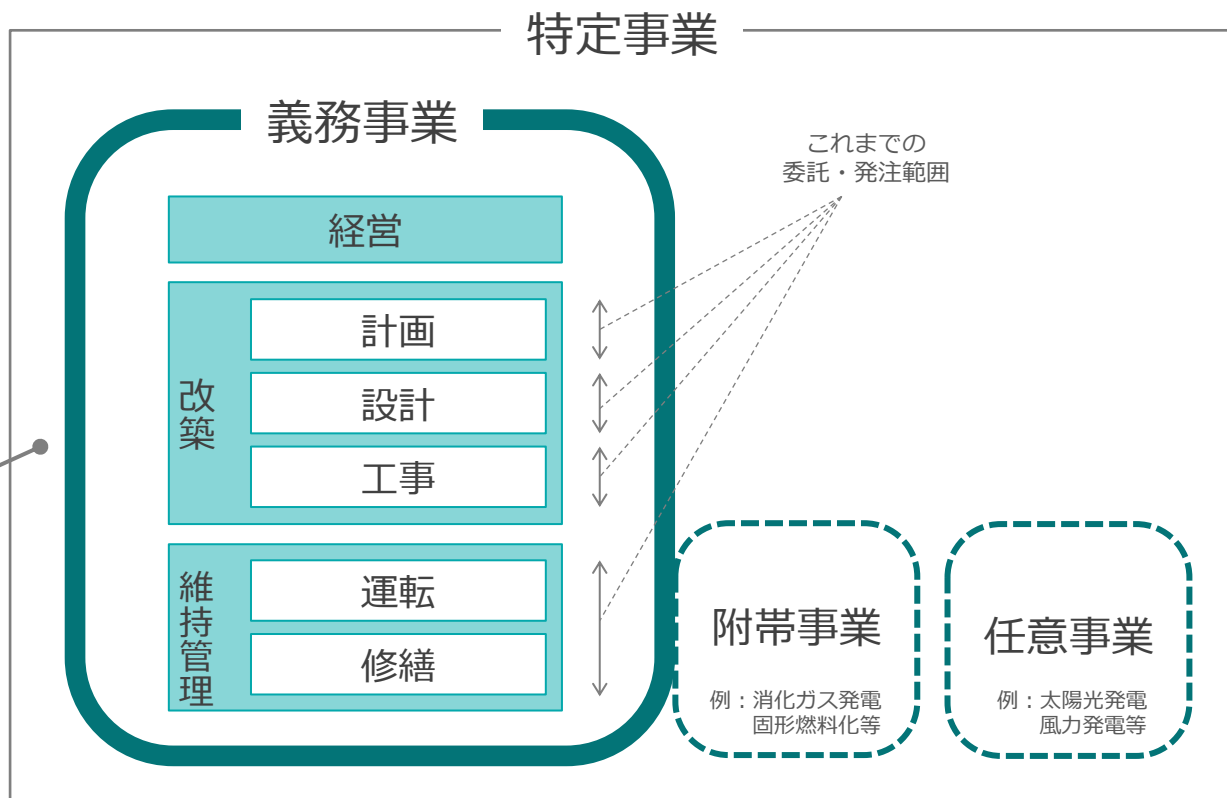 特定事業
義務事業
これまでの
委託・発注範囲
経営
改築
計画
設計
工事
維持管理
運転
修繕
附帯事業
例：消化ガス発電
固形燃料化等
任意事業
例：太陽光発電
風力発電等